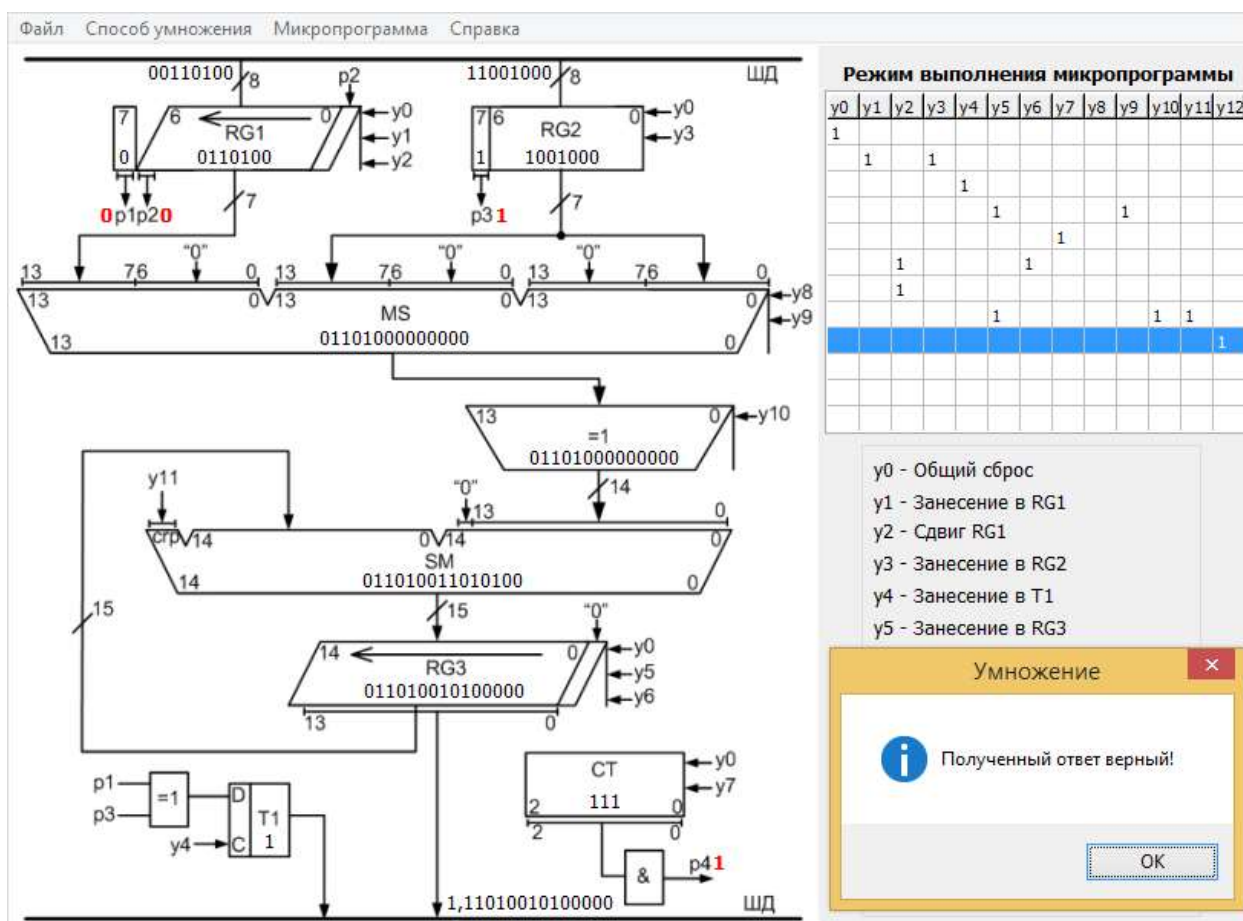 Файл Способ умножения Микропрограмма Справка
00110100 8 p2 11001000 8 ШД
7 6 0 y0 7 6 0 y0
RG1 y1 RG2 y3
0 0110100 y2 1 1001000
0 p1 p2 0 7 p3 1 7
"0" "0" "0"
13 7 6 0 13 7 6 0 13 7 6 0
13 0 13 0 13 0 y8
MS y9
01101000000000
13 0
13 0 y10
=1
01101000000000
y11 "0" 14
13 0
crp 14 0 14 0
SM
011010011010100
14 0
15 15 "0"
14 0 y0
RG3 y5
011010010100000 y6
13 0
p1 =1 D T1 CT y0
p3 1 111 y7
y4 C 2 0
2 0
& p4 1
1,11010010100000 ШД
Режим выполнения микропрограммы
y0 y1 y2 y3 y4 y5 y6 y7 y8 y9 y10 y11 y12
1
1 1
1
1 1
1
1 1
1
1 1 1
1
y0 - Общий сброс
y1 - Занесение в RG1
y2 - Сдвиг RG1
y3 - Занесение в RG2
y4 - Занесение в T1
y5 - Занесение в RG3
Умножение
Полученный ответ верный!
OK